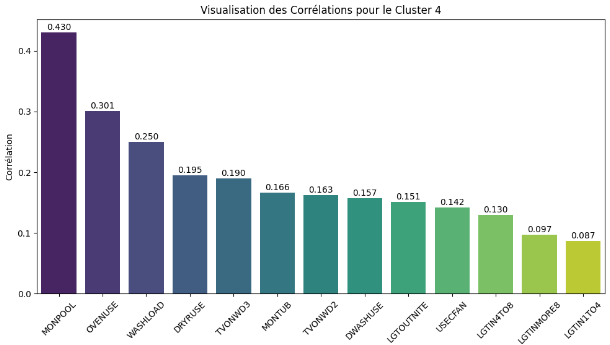 Visualisation des Corrélations pour le Cluster 4
Corrélation
0.4
0.3
0.2
0.1
0.0
0.430
0.301
0.250
0.195
0.190
0.166
0.163
0.157
0.151
0.142
0.130
0.097
0.087
MONPOOL
OVENUSE
WASHLOAD
DRYRUSE
TVONWD3
MONTUB
TVONWD2
DWASHUSE
LGTOUTNITE
USECFAN
LGTIN4TO8
LGTINMORE8
LGTIN1TO4